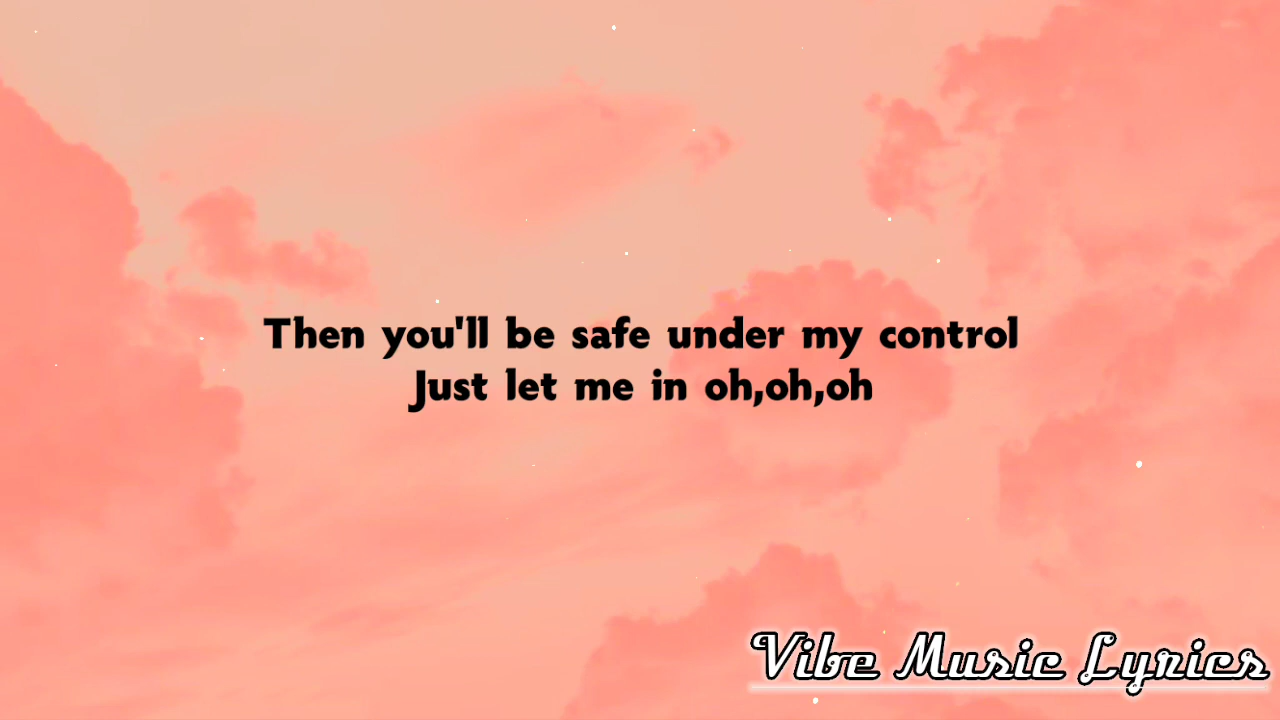 Then you'll be safe under my control
Just let me in oh,oh,oh
Vibe Music Lyrics